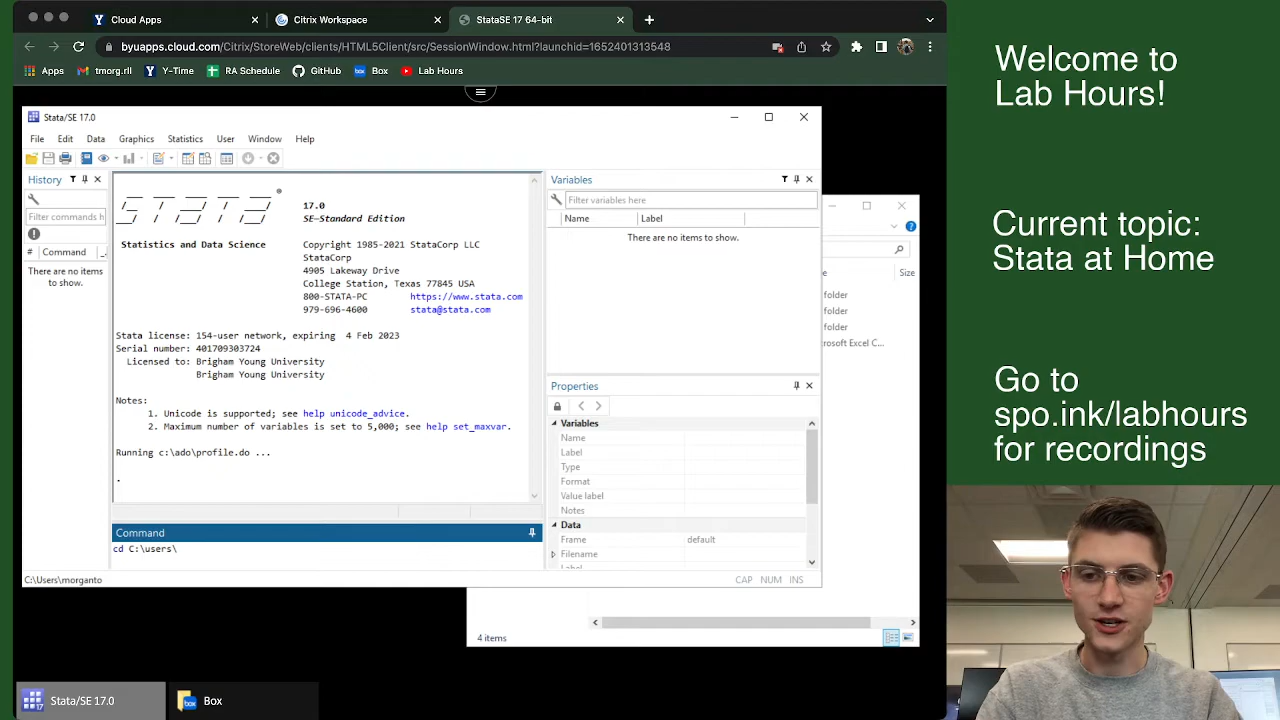 Cloud Apps
Citrix Workspace
StataSE 17 64-bit
byuapps.cloud.com/Citrix/StoreWeb/clients/HTML5Client/src/SessionWindow.html?launchid=1652401313548
Apps
tmorg.rll
Y-Time
RA Schedule
GitHub
Box
Lab Hours
Stata/SE 17.0
File Edit Data Graphics Statistics User Window Help
History
Filter commands h
# Command
There are no items
to show.
17.0
SE—Standard Edition
Statistics and Data Science
Copyright 1985-2021 StataCorp LLC
StataCorp
4905 Lakeway Drive
College Station, Texas 77845 USA
800-STATA-PC https://www.stata.com
979-696-4600 stata@stata.com
Stata license: 154-user network, expiring 4 Feb 2023
Serial number: 401709303724
Licensed to: Brigham Young University
Brigham Young University
Notes:
1. Unicode is supported; see help unicode_advice.
2. Maximum number of variables is set to 5,000; see help set_maxvar.
Running c:\ado\profile.do ...
.
Command
cd C:\users\
C:\Users\morganto
CAP NUM INS
Variables
Filter variables here
Name Label
There are no items to show.
Properties
Variables
Name
Label
Type
Format
Value label
Notes
Data
Frame default
Filename
Size
folder
folder
folder
rosoft Excel C...
4 items
Stata/SE 17.0
Box
Welcome to
Lab Hours!
Current topic:
Stata at Home
Go to
spo.ink/labhours
for recordings